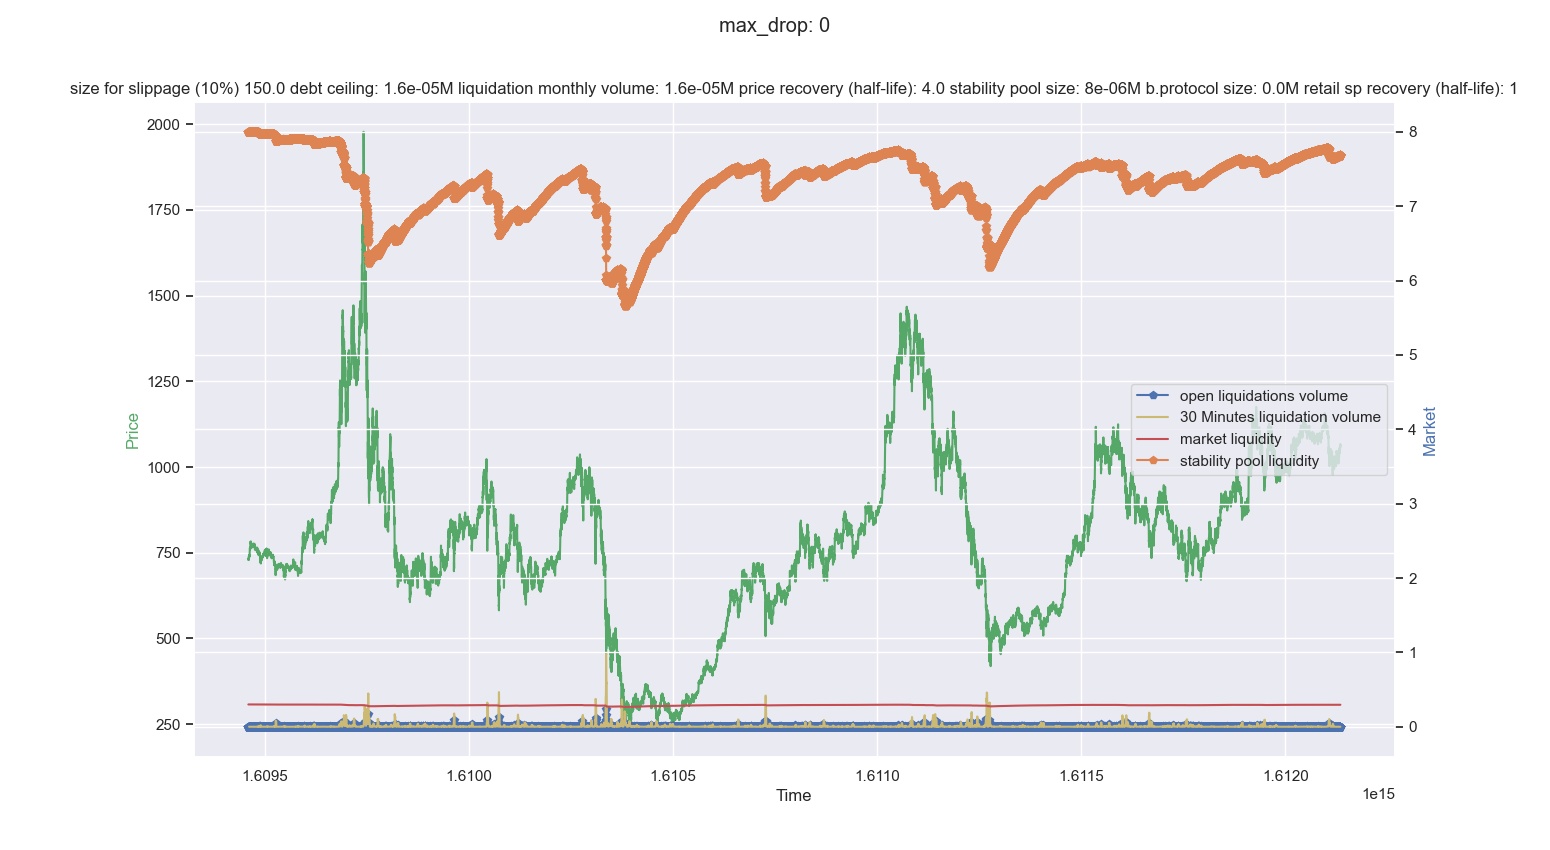 max_drop: 0
size for slippage (10%) 150.0 debt ceiling: 1.6e-05M liquidation monthly volume: 1.6e-05M price recovery (half-life): 4.0 stability pool size: 8e-06M b.protocol size: 0.0M retail sp recovery (half-life): 1
2000
1750
1500
1250
1000
750
500
250
Price
8
7
6
5
4
3
2
1
0
Market
open liquidations volume
30 Minutes liquidation volume
market liquidity
stability pool liquidity
1.6095 1.6100 1.6105 1.6110 1.6115 1.6120
1e15
Time